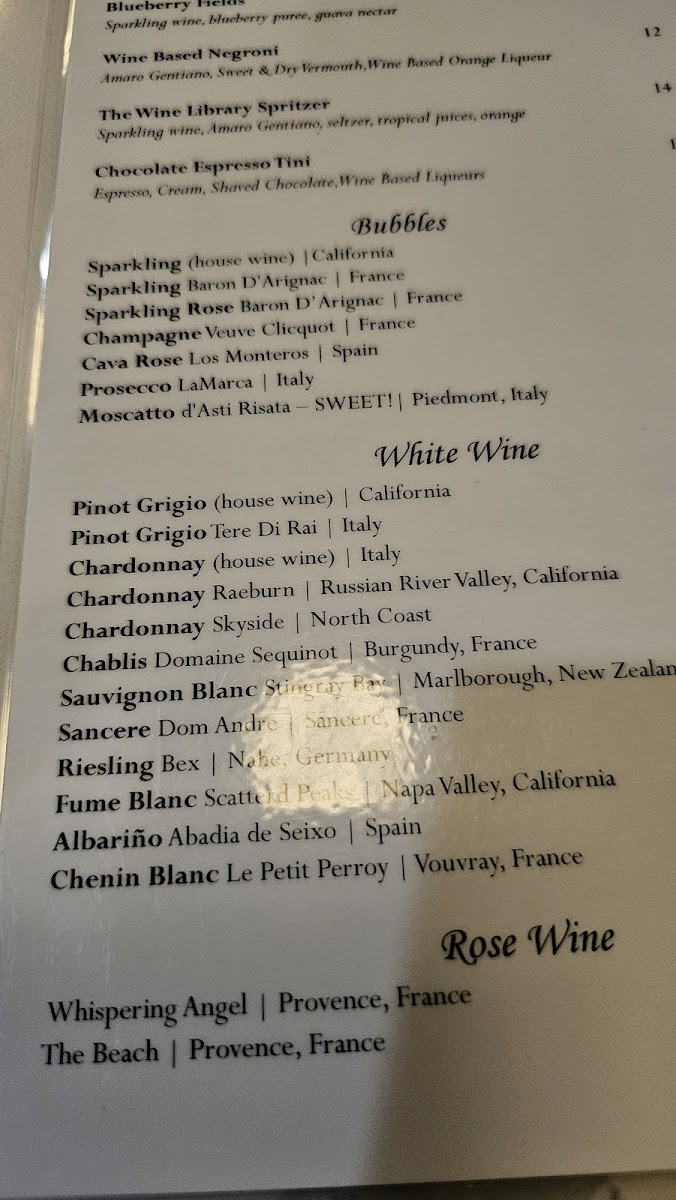 Blueberry Fields
Sparkling wine, blueberry puree, guava nectar
12
Wine Based Negroni
Amaro Gentiano, Sweet & Dry Vermouth, Wine Based Orange Liqueur
14
The Wine Library Spritzer
Sparkling wine, Amaro Gentiano, seltzer, tropical juices, orange
Chocolate Espresso Tini
Espresso, Cream, Shaved Chocolate, Wine Based Liqueurs
Bubbles
Sparkling (house wine) | California
Sparkling Baron D'Arignac | France
Sparkling Rose Baron D'Arignac | France
Champagne Veuve Clicquot | France
Cava Rose Los Monteros | Spain
Prosecco LaMarca | Italy
Moscatto d'Asti Risata – SWEET! | Piedmont, Italy
White Wine
Pinot Grigio (house wine) | California
Pinot Grigio Tere Di Rai | Italy
Chardonnay (house wine) | Italy
Chardonnay Raeburn | Russian River Valley, California
Chardonnay Skyside | North Coast
Chablis Domaine Sequinot | Burgundy, France
Sauvignon Blanc Stingray Bay | Marlborough, New Zealan
Sancere Dom Andre | Sancere, France
Riesling Bex | Nahe, Germany
Fume Blanc Scatterd Peaks | Napa Valley, California
Albariño Abadia de Seixo | Spain
Chenin Blanc Le Petit Perroy | Vouvray, France
Rose Wine
Whispering Angel | Provence, France
The Beach | Provence, France